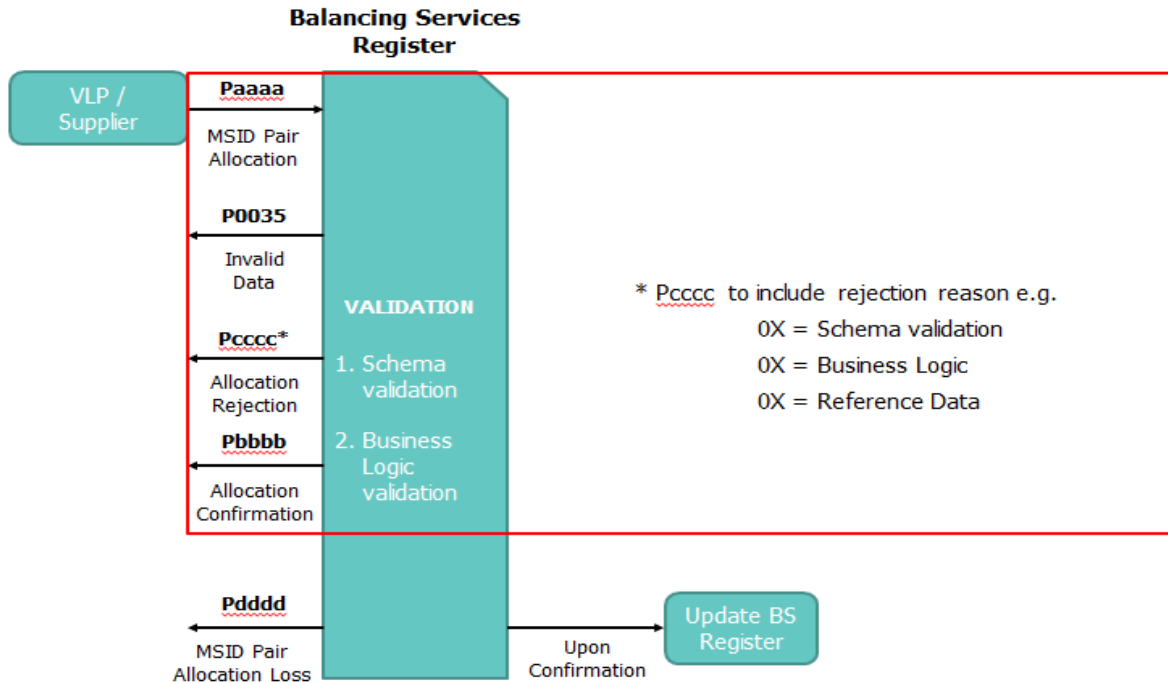 Balancing Services
Register
VLP /
Supplier
Paaaa
MSID Pair
Allocation
P0035
Invalid
Data
Pcccc*
Allocation
Rejection
Pbbbb
Allocation
Confirmation
VALIDATION
1. Schema
validation
2. Business
Logic
validation
* Pcccc to include rejection reason e.g.
0X = Schema validation
0X = Business Logic
0X = Reference Data
Pdddd
MSID Pair
Allocation Loss
Upon
Confirmation
Update BS
Register